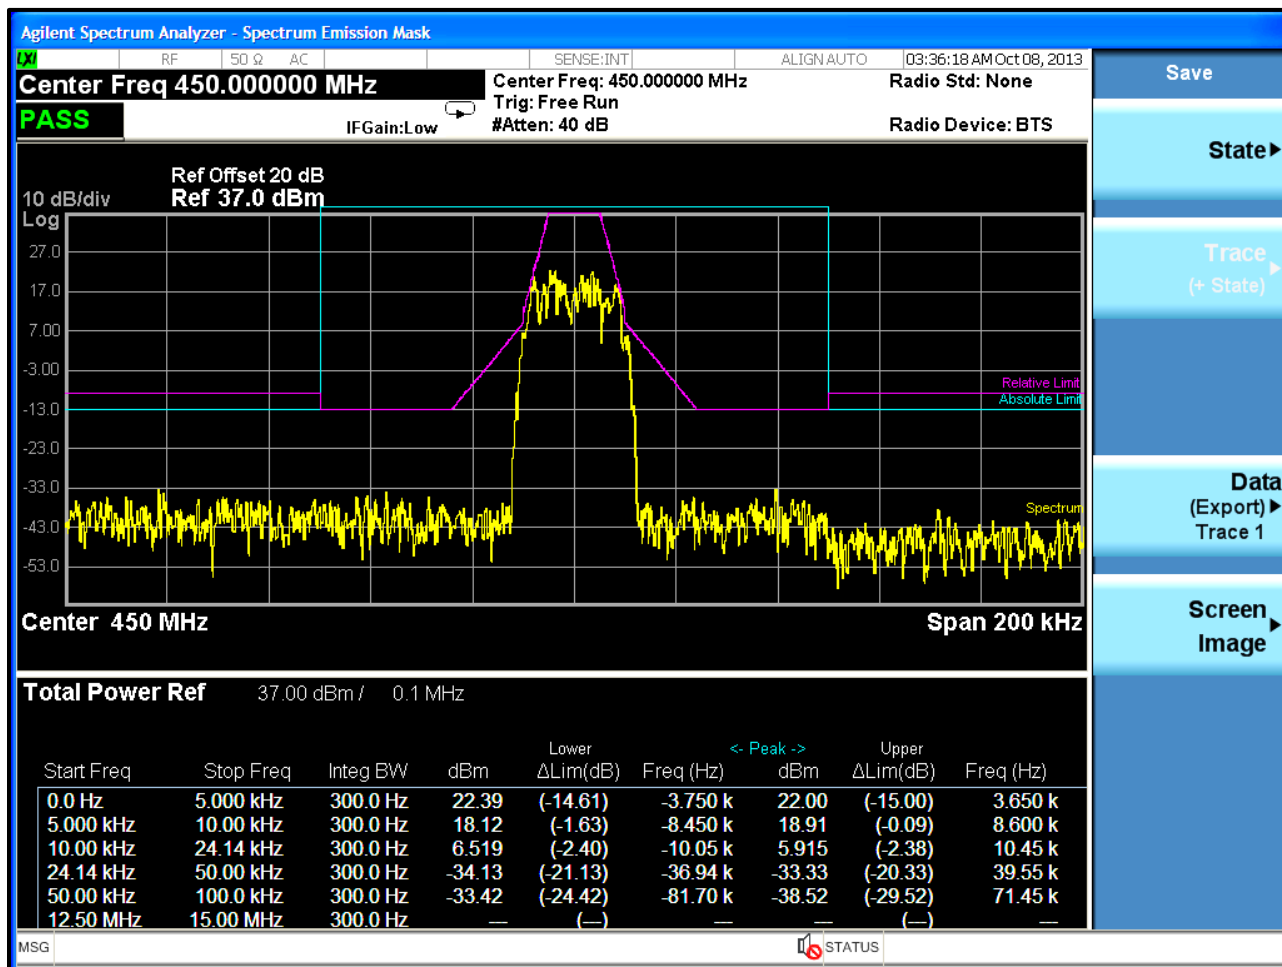 Agilent Spectrum Analyzer - Spectrum Emission Mask
LXI RF 50 Ω AC SENSE:INT ALIGN AUTO 03:36:18 AM Oct 08, 2013
Center Freq 450.000000 MHz
Center Freq: 450.000000 MHz
Radio Std: None
Trig: Free Run
PASS
IFGain:Low
#Atten: 40 dB
Radio Device: BTS
Ref Offset 20 dB
10 dB/div
Ref 37.0 dBm
Log
27.0
17.0
7.00
-3.00
Relative Limit
Absolute Limit
-13.0
-23.0
-33.0
Spectrum
-43.0
-53.0
Center 450 MHz
Span 200 kHz
Total Power Ref 37.00 dBm / 0.1 MHz
Lower <- Peak -> Upper
Start Freq Stop Freq Integ BW dBm ΔLim(dB) Freq (Hz) dBm ΔLim(dB) Freq (Hz)
0.0 Hz 5.000 kHz 300.0 Hz 22.39 (-14.61) -3.750 k 22.00 (-15.00) 3.650 k
5.000 kHz 10.00 kHz 300.0 Hz 18.12 (-1.63) -8.450 k 18.91 (-0.09) 8.600 k
10.00 kHz 24.14 kHz 300.0 Hz 6.519 (-2.40) -10.05 k 5.915 (-2.38) 10.45 k
24.14 kHz 50.00 kHz 300.0 Hz -34.13 (-21.13) -36.94 k -33.33 (-20.33) 39.55 k
50.00 kHz 100.0 kHz 300.0 Hz -33.42 (-24.42) -81.70 k -38.52 (-29.52) 71.45 k
12.50 MHz 15.00 MHz 300.0 Hz --- (---) --- --- (---) ---
MSG
STATUS
Save
State
Trace
(+ State)
Data
(Export)
Trace 1
Screen
Image